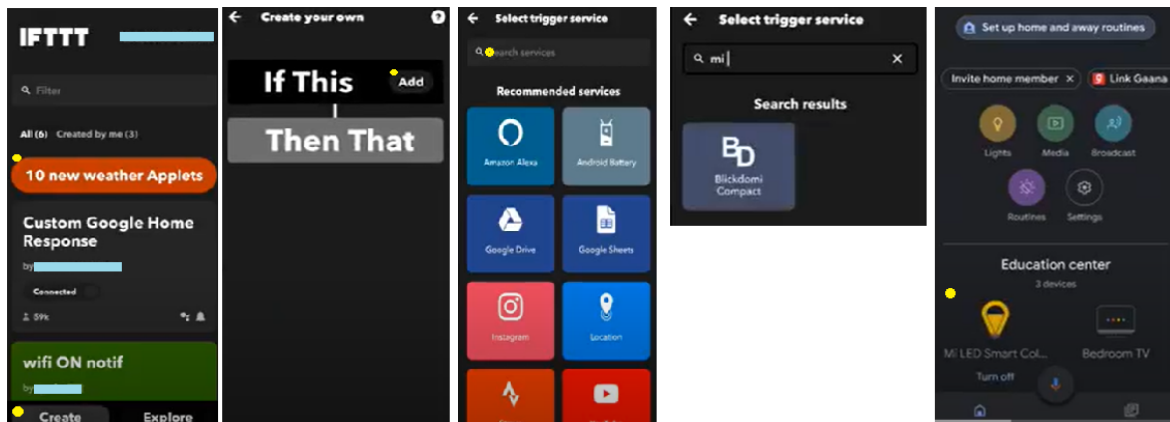 IFTTT
Filter
All (6) Created by me (3)
10 new weather Applets
Custom Google Home
Response
by
Connected
59k
wifi ON notif
by
Create
Explore
Create your own
?
If This
Add
Then That
Select trigger service
Search services
Recommended services
Amazon Alexa
Android Battery
Google Drive
Google Sheets
Instagram
Location
Select trigger service
mi
Search results
BD
Blickdomi
Compact
Set up home and away routines
Invite home member ×
Link Gaana
Lights
Media
Broadcast
Routines
Settings
Education center
3 devices
Mi LED Smart Col...
Bedroom TV
Turn off